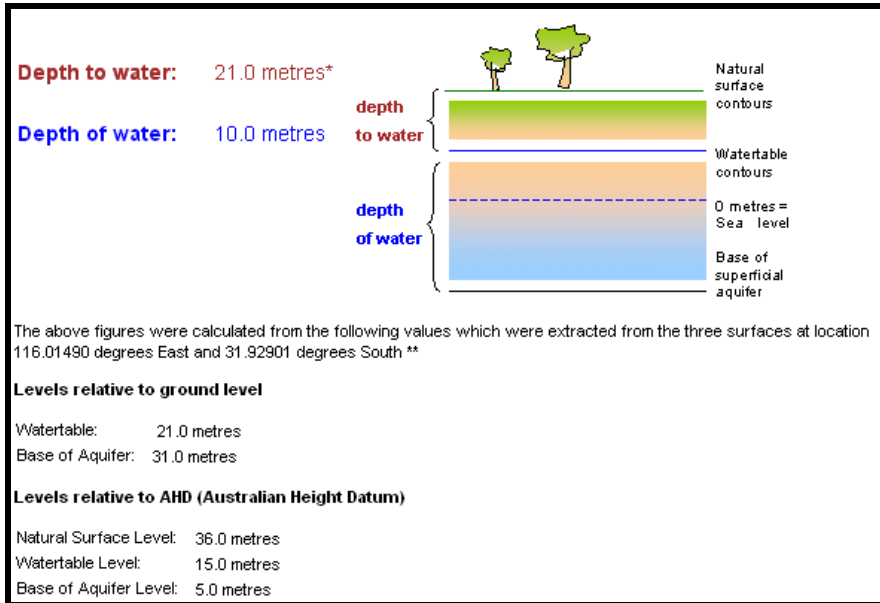 Depth to water: 21.0 metres*
Depth of water: 10.0 metres
depth
to water
depth
of water
Natural
surface
contours
Watertable
contours
0 metres =
Sea level
Base of
superficial
aquifer
The above figures were calculated from the following values which were extracted from the three surfaces at location
116.01490 degrees East and 31.92901 degrees South **
Levels relative to ground level
Watertable: 21.0 metres
Base of Aquifer: 31.0 metres
Levels relative to AHD (Australian Height Datum)
Natural Surface Level: 36.0 metres
Watertable Level: 15.0 metres
Base of Aquifer Level: 5.0 metres